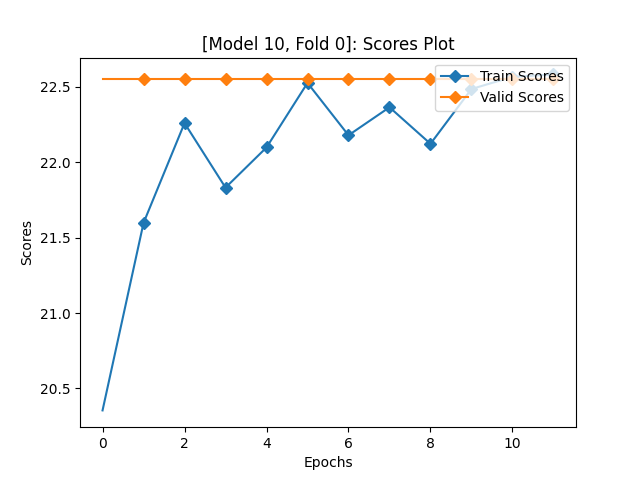 [Model 10, Fold 0]: Scores Plot
Train Scores
Valid Scores
22.5
22.0
21.5
21.0
20.5
Scores
0 2 4 6 8 10
Epochs